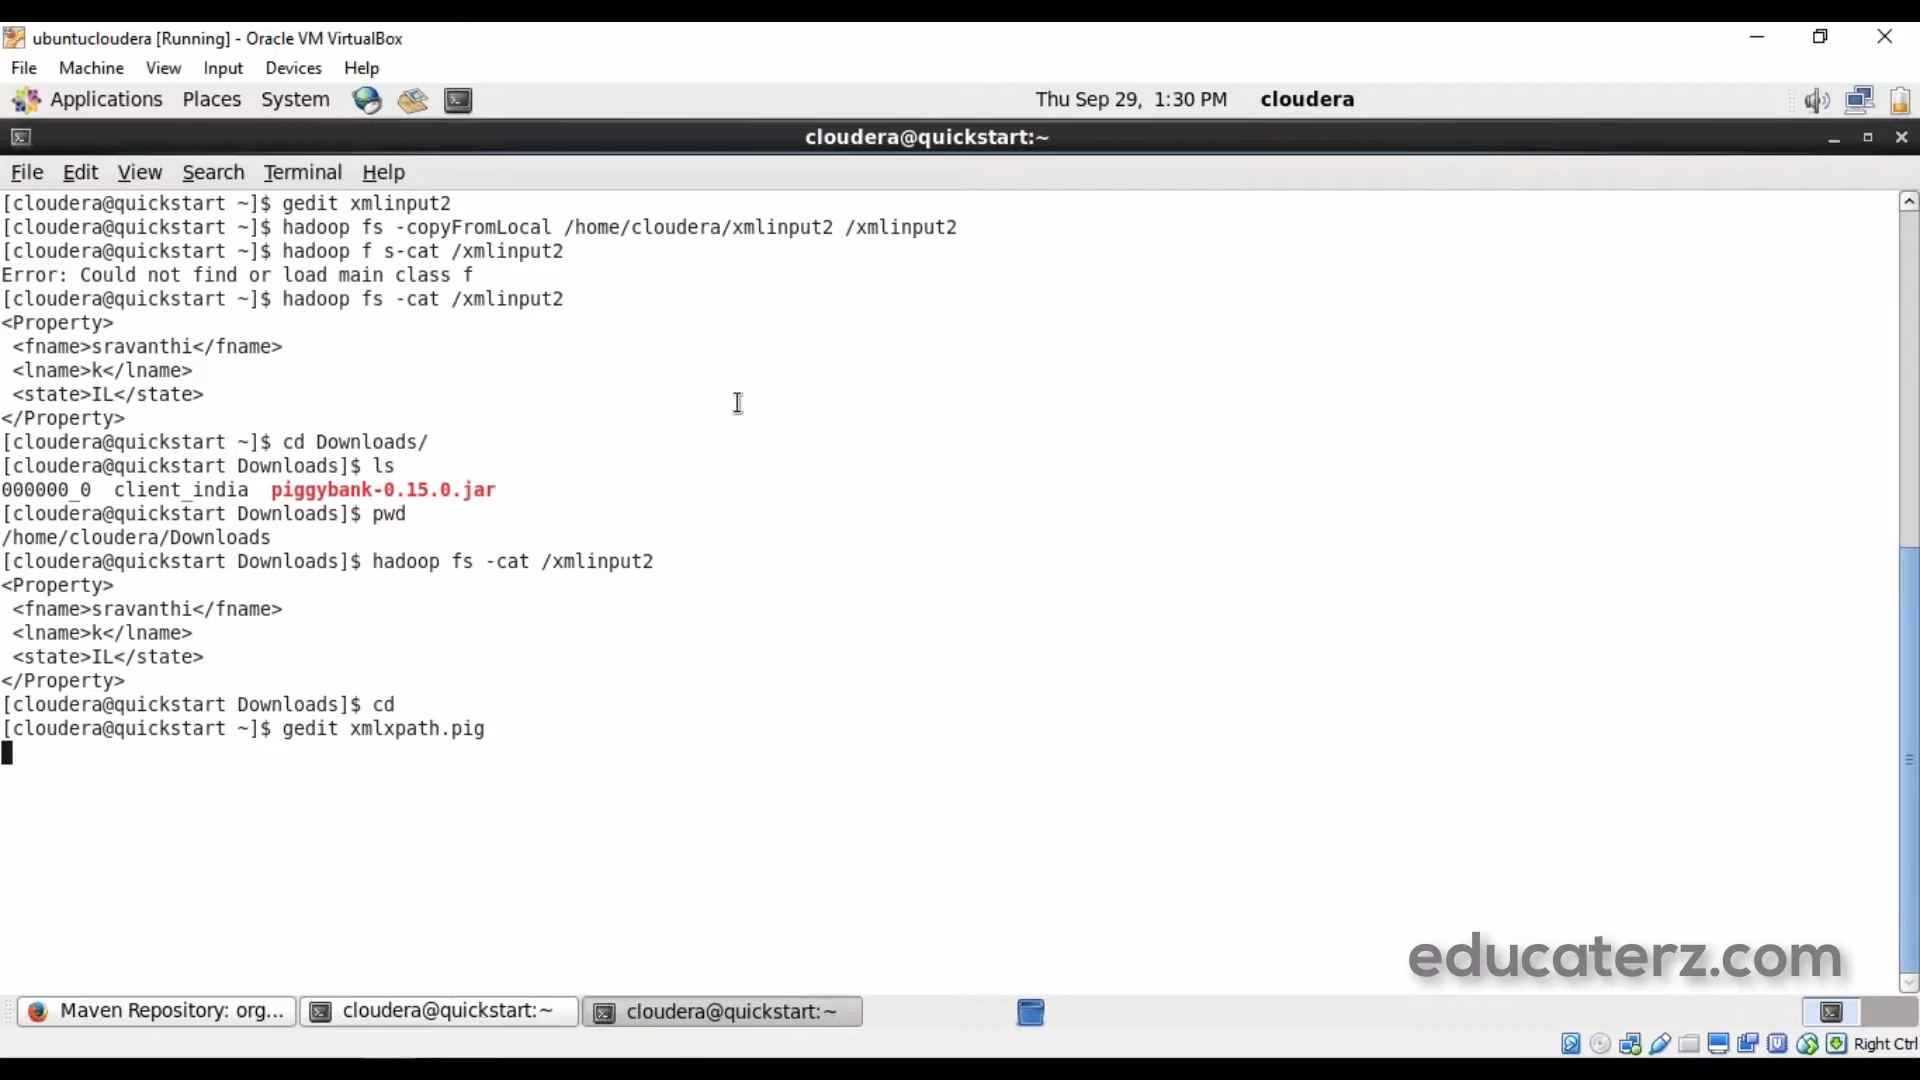 ubuntucloudera [Running] - Oracle VM VirtualBox
File Machine View Input Devices Help
Applications Places System Thu Sep 29, 1:30 PM cloudera
cloudera@quickstart:~
File Edit View Search Terminal Help
[cloudera@quickstart ~]$ gedit xmlinput2
[cloudera@quickstart ~]$ hadoop fs -copyFromLocal /home/cloudera/xmlinput2 /xmlinput2
[cloudera@quickstart ~]$ hadoop f s-cat /xmlinput2
Error: Could not find or load main class f
[cloudera@quickstart ~]$ hadoop fs -cat /xmlinput2
<Property>
<fname>sravanthi</fname>
<lname>k</lname>
<state>IL</state>
</Property>
[cloudera@quickstart ~]$ cd Downloads/
[cloudera@quickstart Downloads]$ ls
000000_0 client_india piggybank-0.15.0.jar
[cloudera@quickstart Downloads]$ pwd
/home/cloudera/Downloads
[cloudera@quickstart Downloads]$ hadoop fs -cat /xmlinput2
<Property>
<fname>sravanthi</fname>
<lname>k</lname>
<state>IL</state>
</Property>
[cloudera@quickstart Downloads]$ cd
[cloudera@quickstart ~]$ gedit xmlxpath.pig
educaterz.com
Maven Repository: org... cloudera@quickstart:~ cloudera@quickstart:~
Right Ctrl